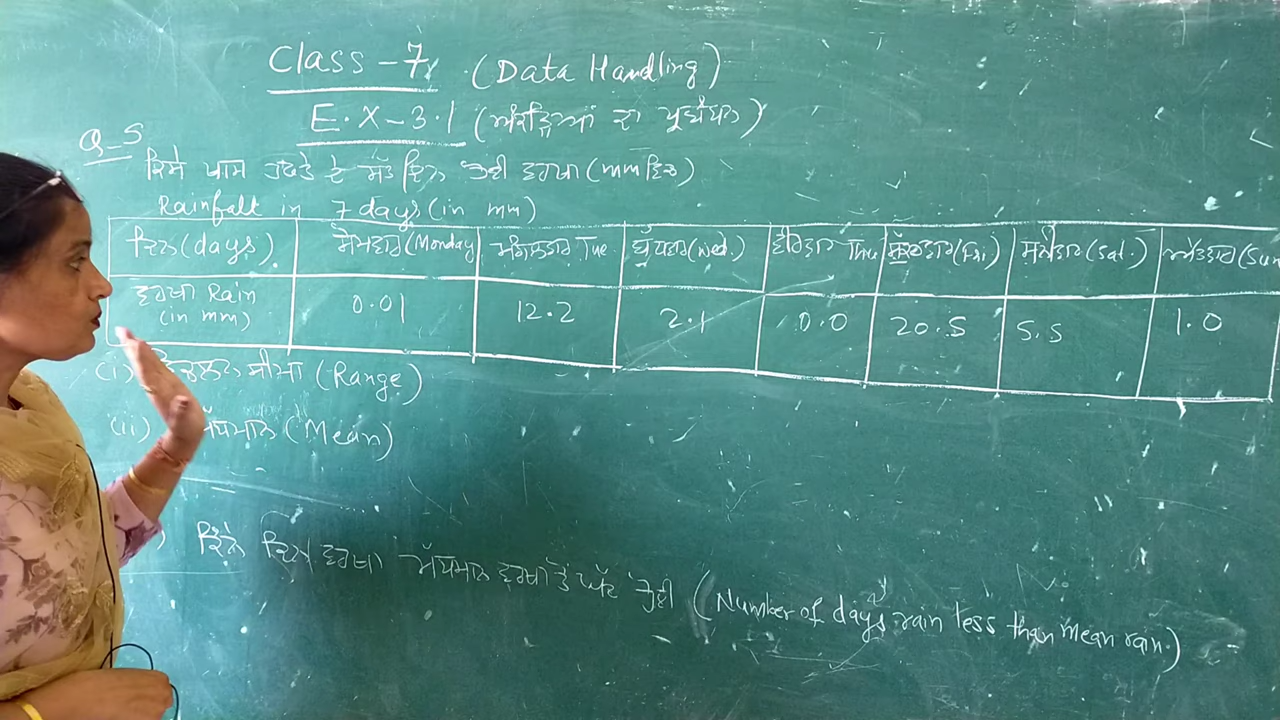 Class-7 (Data Handling)
E.X-3.1 (ਅੰਕੜਿਆਂ ਦਾ ਪ੍ਰਬੰਧਨ)
Q-5
ਕਿਸੇ ਖਾਸ ਹਫਤੇ ਦੇ ਸੱਤ ਦਿਨ ਹੋਈ ਵਰਖਾ (mm ਵਿੱਚ)
Rainfall in 7 days (in mm)
ਦਿਨ (days) ਸੋਮਵਾਰ (Monday ਮੰਗਲਵਾਰ Tue ਬੁੱਧਵਾਰ (Wed.) ਵੀਰਵਾਰ Thu ਸ਼ੁੱਕਰਵਾਰ (Fri) ਸ਼ਨੀਵਾਰ (Sat.) ਐਤਵਾਰ (Sun
ਵਰਖਾ Rain (in mm) 0.01 12.2 2.1 0.0 20.5 5.5 1.0
(i) ਸੀਮਾ (Range)
(ii) (Mean)
ਕਿੰਨੇ ਦਿਨ ਵਰਖਾ ਮੱਧਮਾਨ ਵਰਖਾ ਤੋਂ ਘੱਟ ਹੋਈ (Number of days rain less than mean rain.)